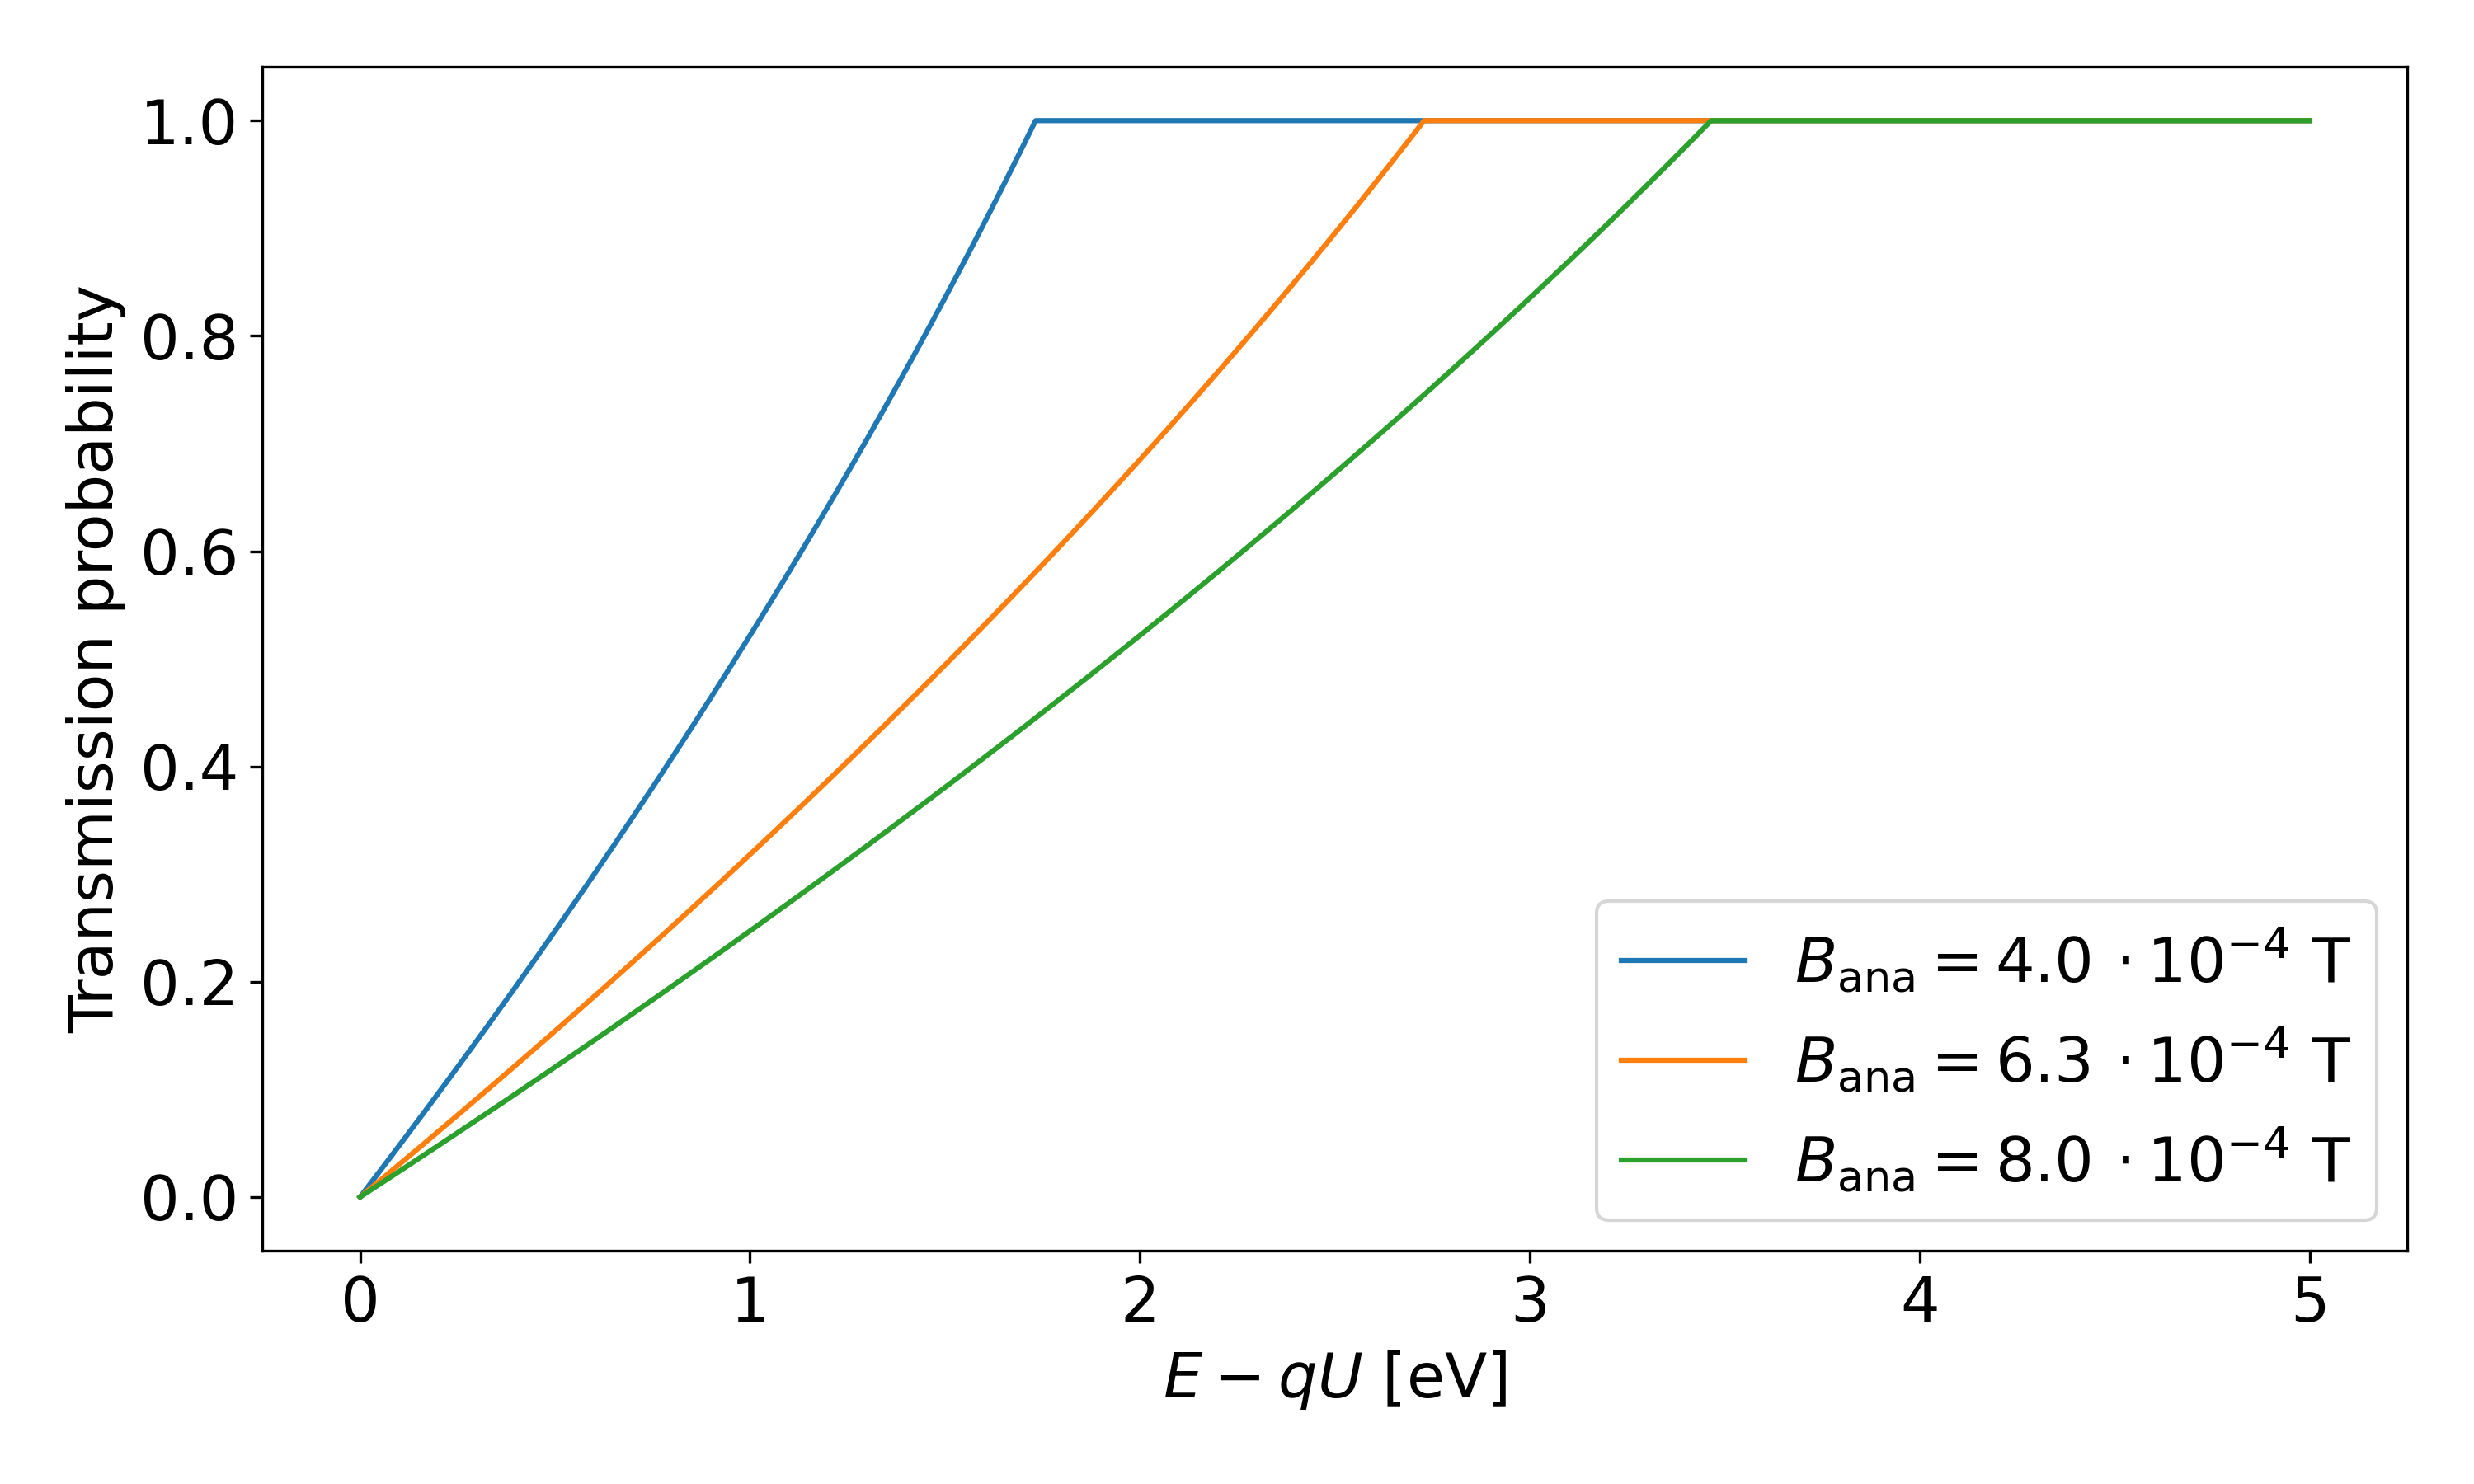 Transmission probability
1.0
0.8
0.6
0.4
0.2
0.0
B_ana = 4.0 · 10⁻⁴ T
B_ana = 6.3 · 10⁻⁴ T
B_ana = 8.0 · 10⁻⁴ T
0 1 2 3 4 5
E − qU [eV]